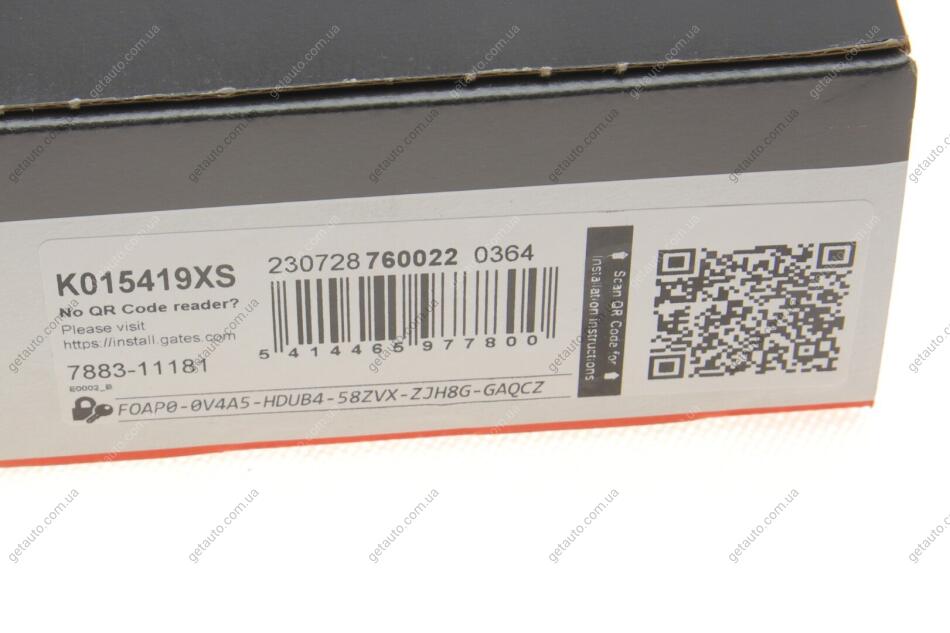 K015419XS
230728 760022 0364
No QR Code reader?
Please visit
https://install.gates.com
5 414465 977800
7883-11181
E0002_B
FOAP0-0V4A5-HDUB4-58ZVX-ZJH8G-GAQCZ
Scan QR Code for
Installation instructions
getauto.com.ua